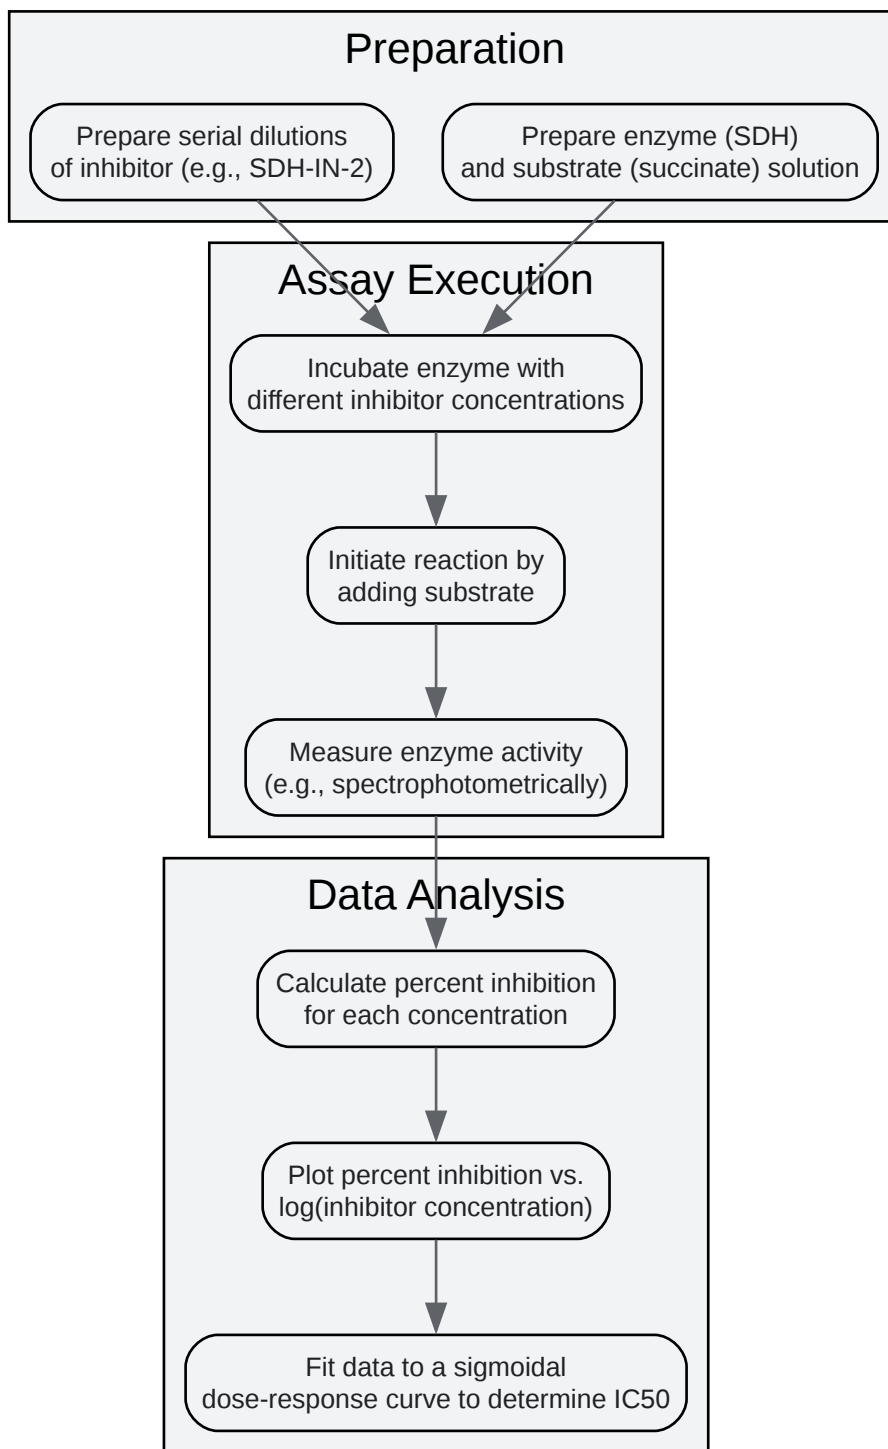 Preparation
Prepare serial dilutions
of inhibitor (e.g., SDH-IN-2)
Prepare enzyme (SDH)
and substrate (succinate) solution
Assay Execution
Incubate enzyme with
different inhibitor concentrations
Initiate reaction by
adding substrate
Measure enzyme activity
(e.g., spectrophotometrically)
Data Analysis
Calculate percent inhibition
for each concentration
Plot percent inhibition vs.
log(inhibitor concentration)
Fit data to a sigmoidal
dose-response curve to determine IC50